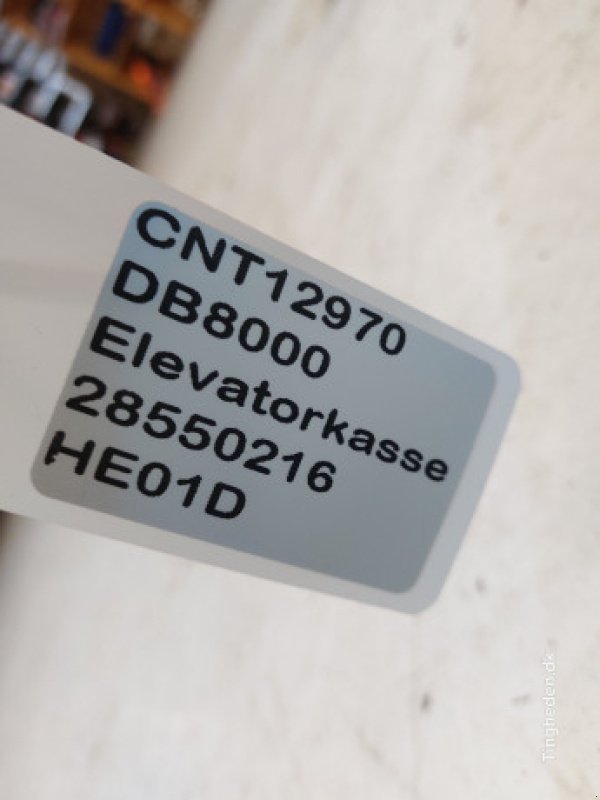 CNT12970
DB8000
Elevatorkasse
28550216
HE01D
Tingheden.dk